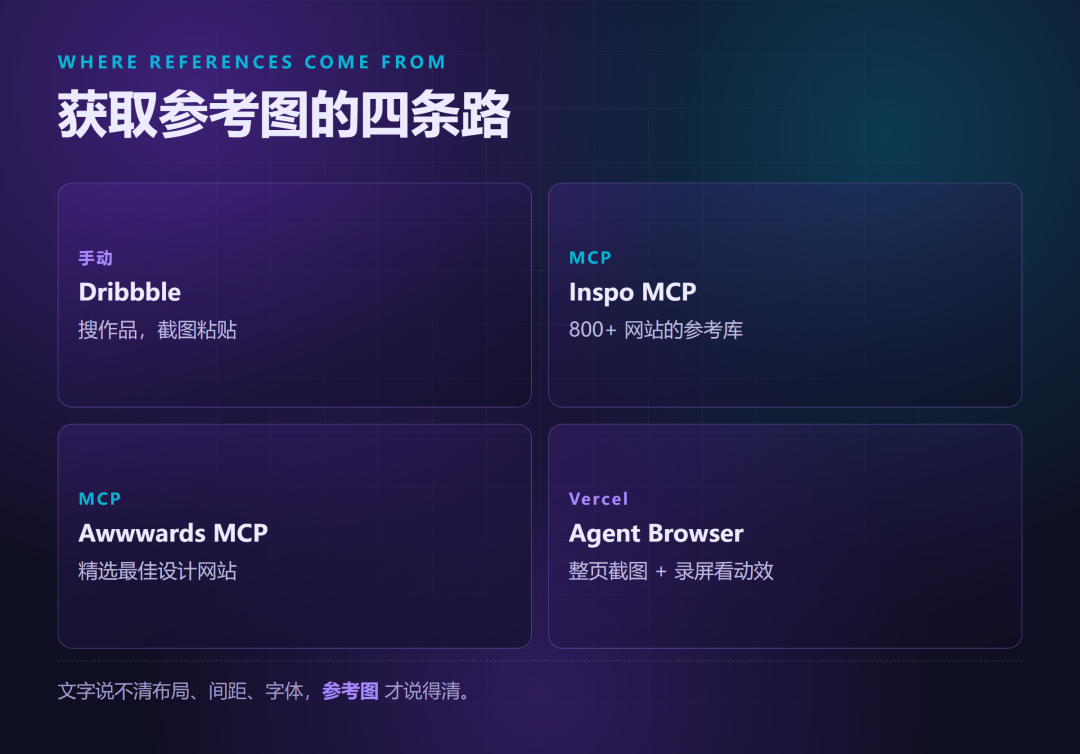 WHERE REFERENCES COME FROM
获取参考图的四条路
手动
Dribbble
搜作品，截图粘贴
MCP
Inspo MCP
800+ 网站的参考库
MCP
Awwwards MCP
精选最佳设计网站
Vercel
Agent Browser
整页截图 + 录屏看动效
文字说不清布局、间距、字体，参考图 才说得清。